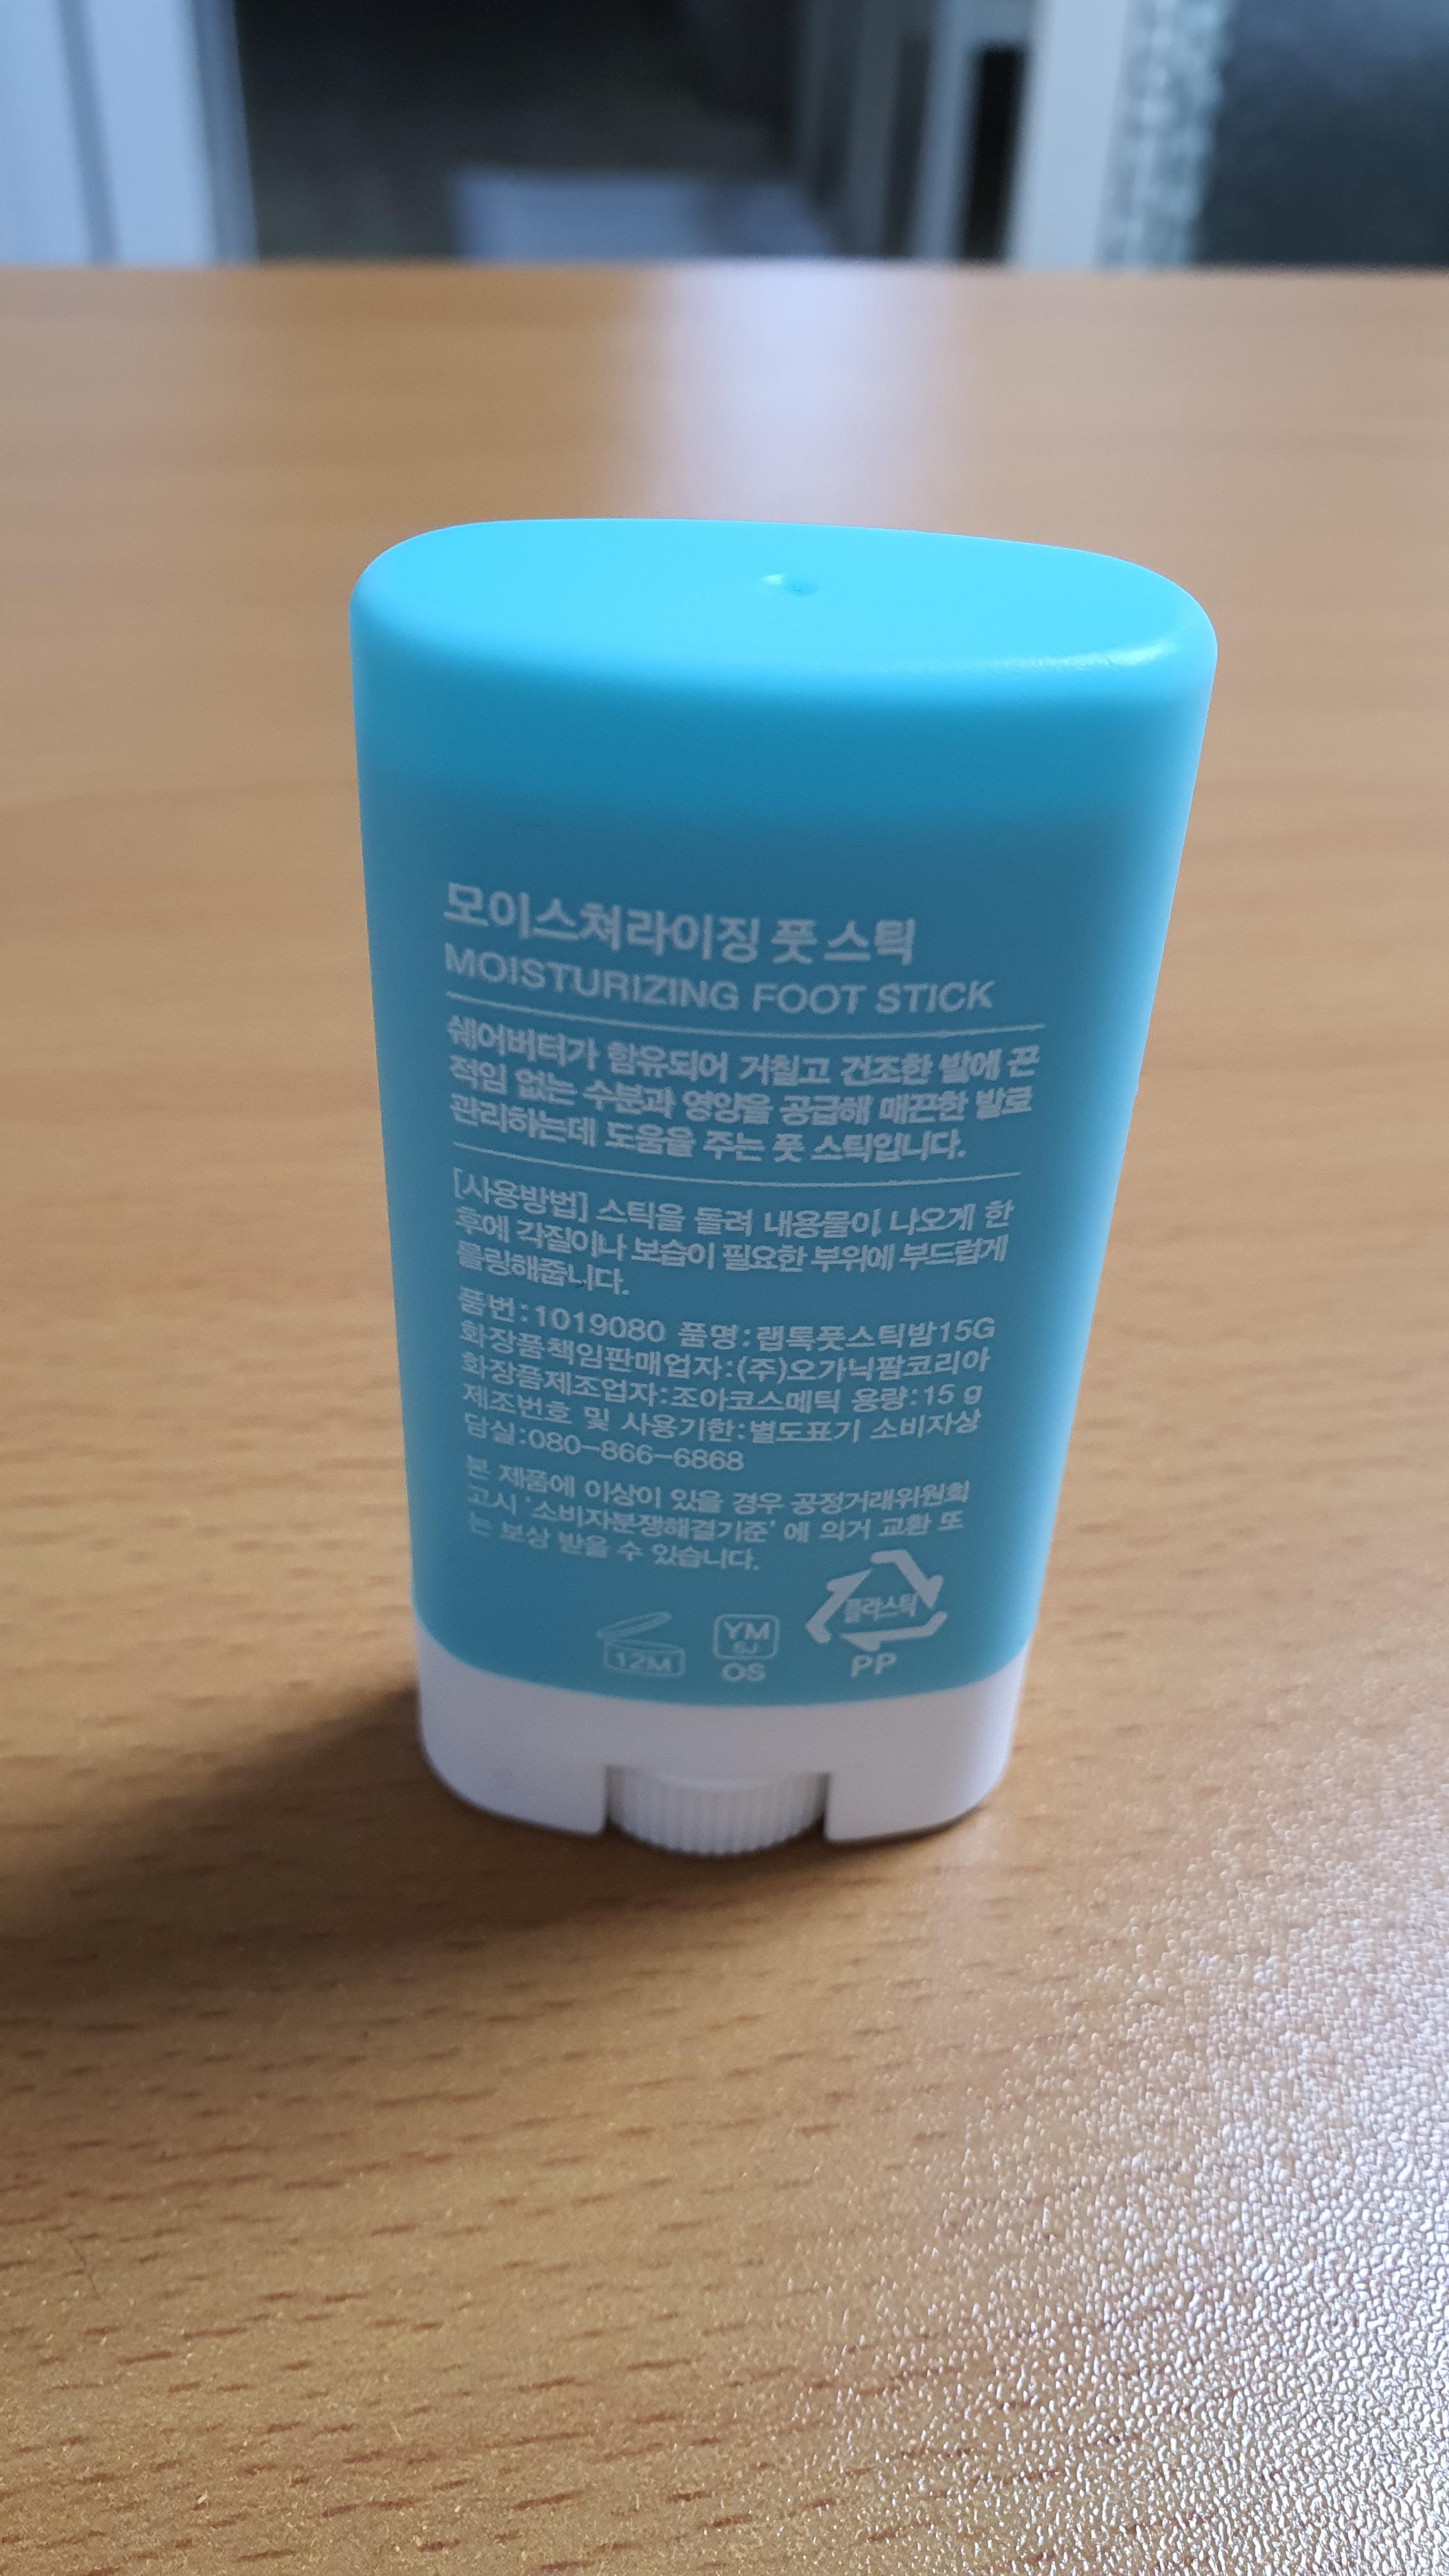 모이스쳐라이징 풋 스틱
MOISTURIZING FOOT STICK
쉐어버터가 함유되어 거칠고 건조한 발에 끈
적임 없는 수분과 영양을 공급해 매끈한 발로
관리하는데 도움을 주는 풋 스틱입니다.
[사용방법] 스틱을 돌려 내용물이 나오게 한
후에 각질이나 보습이 필요한 부위에 부드럽게
롤링해줍니다.
품번:1019080 품명:랩톡풋스틱밤15G
화장품책임판매업자:(주)오가닉팜코리아
화장품제조업자:조아코스메틱 용량:15 g
제조번호 및 사용기한:별도표기 소비자상
담실:080-866-6868
본 제품에 이상이 있을 경우 공정거래위원회
고시 '소비자분쟁해결기준' 에 의거 교환 또
는 보상 받을 수 있습니다.
플라스틱
12M
YM
OS
PP